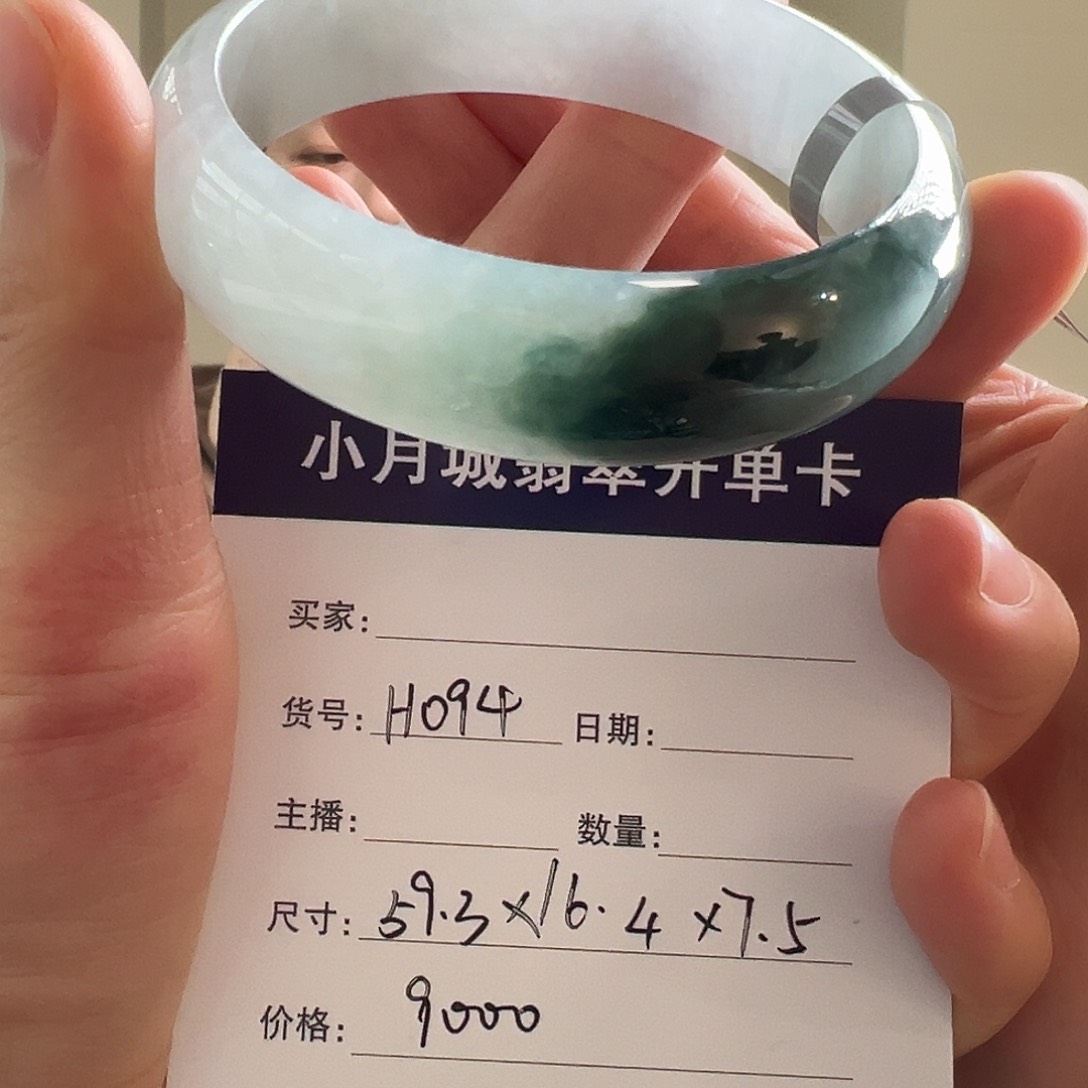 小月城翡翠开单卡
买家:
货号: H094 日期:
主播: 数量:
尺寸: 59.3×16.4×7.5
价格: 9000